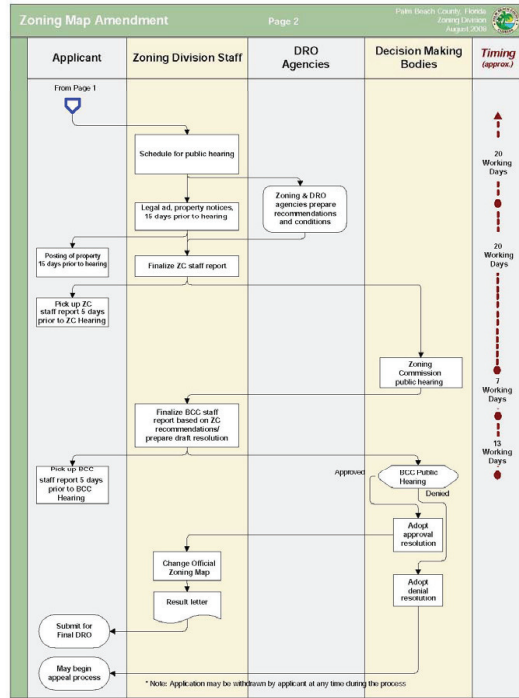 Zoning Map Amendment
Page 2
Palm Beach County, Florida
Zoning Division
August 2008
Applicant
Zoning Division Staff
DRO
Agencies
Decision Making
Bodies
Timing
(approx.)
From Page 1
Schedule for public hearing
20
Working
Days
Legal ad, property notices,
15 days prior to hearing
Zoning & DRO
agencies prepare
recommendations
and conditions
Posting of property
15 days prior to hearing
Finalize ZC staff report
20
Working
Days
Pick up ZC
staff report 5 days
prior to ZC Hearing
Zoning
Commission
public hearing
7
Working
Days
Finalize BCC staff
report based on ZC
recommendations/
prepare draft resolution
13
Working
Days
Pick up BCC
staff report 5 days
prior to BCC
Hearing
Approved
BCC Public
Hearing
Denied
Adopt
approval
resolution
Change Official
Zoning Map
Adopt
denial
resolution
Result letter
Submit for
Final DRO
May begin
appeal process
* Note: Application may be withdrawn by applicant at any time during the process